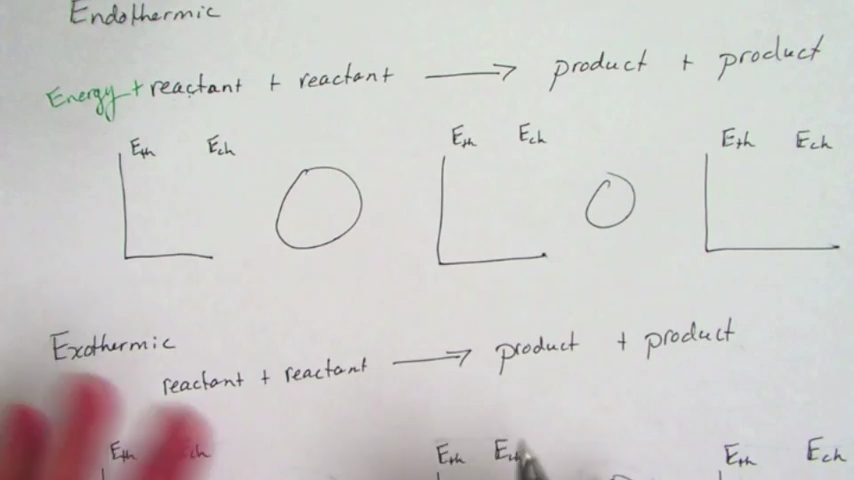 Endothermic
Energy + reactant + reactant → product + product
Eth Ech Eth Ech Eth Ech
Exothermic
reactant + reactant → product + product
Eth Eth Eth Ech